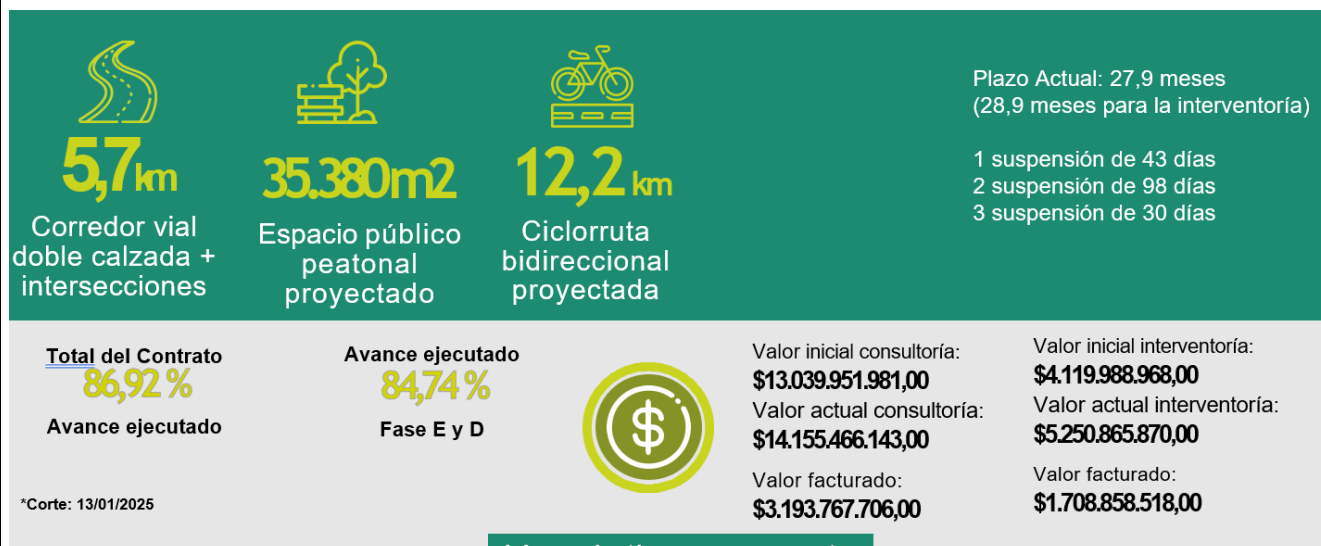 5,7 km
Corredor vial
doble calzada +
intersecciones
35.380m2
Espacio público
peatonal
proyectado
12,2 km
Ciclorruta
bidireccional
proyectada
Plazo Actual: 27,9 meses
(28,9 meses para la interventoría)
1 suspensión de 43 días
2 suspensión de 98 días
3 suspensión de 30 días
Total del Contrato
86,92 %
Avance ejecutado
*Corte: 13/01/2025
Avance ejecutado
84,74 %
Fase E y D
$
Valor inicial consultoría:
$13.039.951.981,00
Valor actual consultoría:
$14.155.466.143,00
Valor facturado:
$3.193.767.706,00
Valor inicial interventoría:
$4.119.988.968,00
Valor actual interventoría:
$5.250.865.870,00
Valor facturado:
$1.708.858.518,00